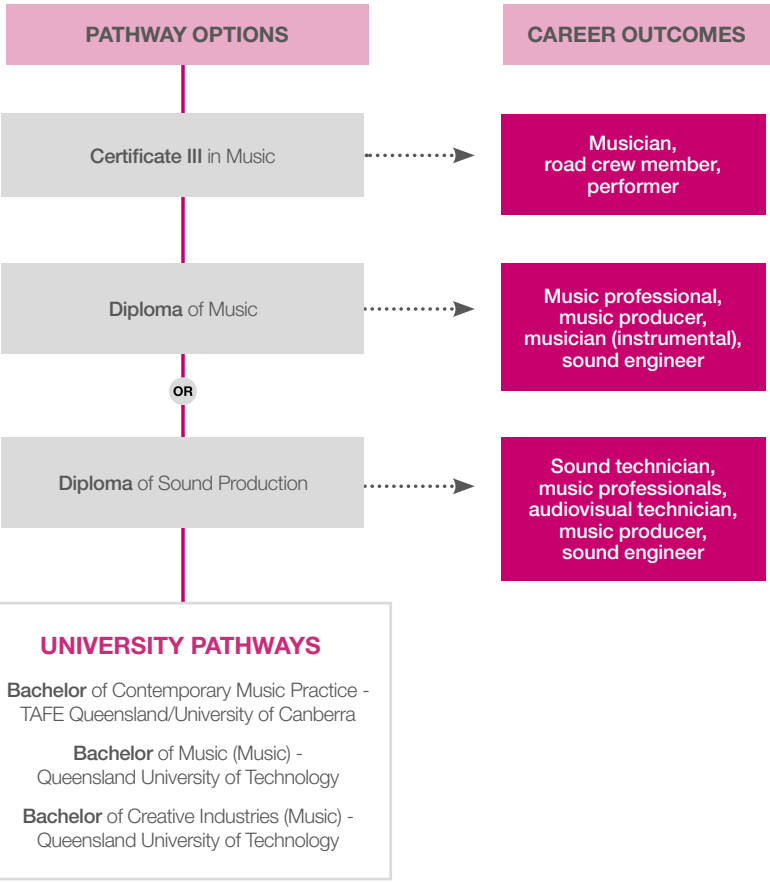 PATHWAY OPTIONS
CAREER OUTCOMES
Certificate III in Music
Musician,
road crew member,
performer
Diploma of Music
Music professional,
music producer,
musician (instrumental),
sound engineer
OR
Diploma of Sound Production
Sound technician,
music professionals,
audiovisual technician,
music producer,
sound engineer
UNIVERSITY PATHWAYS
Bachelor of Contemporary Music Practice -
TAFE Queensland/University of Canberra
Bachelor of Music (Music) -
Queensland University of Technology
Bachelor of Creative Industries (Music) -
Queensland University of Technology